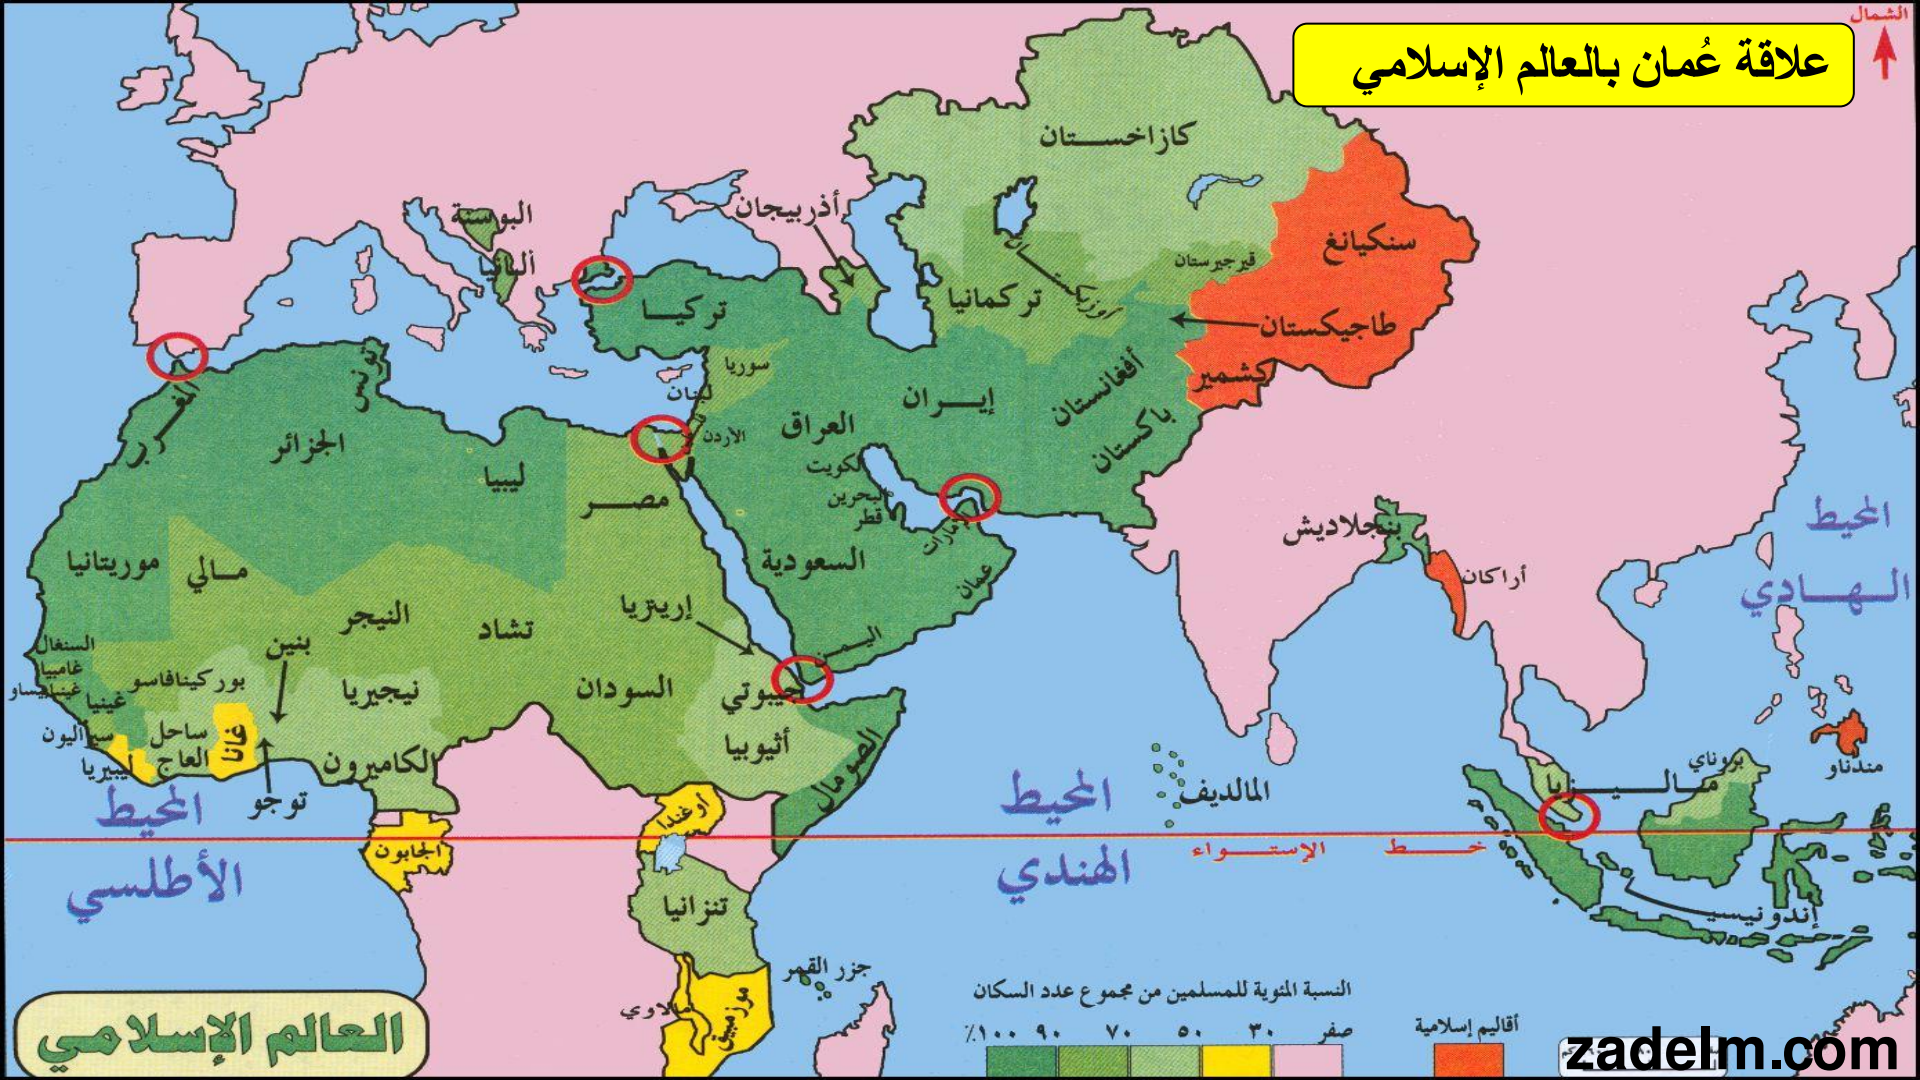 الشمال
علاقة عُمان بالعالم الإسلامي
كازاخستان
أذربيجان
البوسنة
ألبانيا
سنكيانغ
قيرجيرستان
أوزبكستان
تركمانيا
تركيا
طاجيكستان
كشمير
أفغانستان
باكستان
إيران
سوريا
لبنان
الأردن
العراق
الكويت
البحرين
قطر
إمارات
عمان
السعودية
اليمن
تونس
المغرب
الجزائر
ليبيا
مصر
موريتانيا
مالي
النيجر
تشاد
إريتريا
السودان
جيبوتي
أثيوبيا
الصومال
السنغال
غامبيا
غينيا بيساو
غينيا
سيراليون
ليبيريا
بوركينافاسو
ساحل
العاج
غانا
بنين
توجو
نيجيريا
الكاميرون
الجابون
أوغندا
تنزانيا
مالاوي
موزمبيق
جزر القمر
بنجلاديش
أراكان
المالديف
ماليزيا
بروناي
مندناو
إندونيسيا
المحيط
الهادي
المحيط
الهندي
المحيط
الأطلسي
خط الإستواء
العالم الإسلامي
النسبة المئوية للمسلمين من مجموع عدد السكان
صفر ٣٠ ٥٠ ٧٠ ٩٠ ١٠٠٪
أقاليم إسلامية
zadelm.com